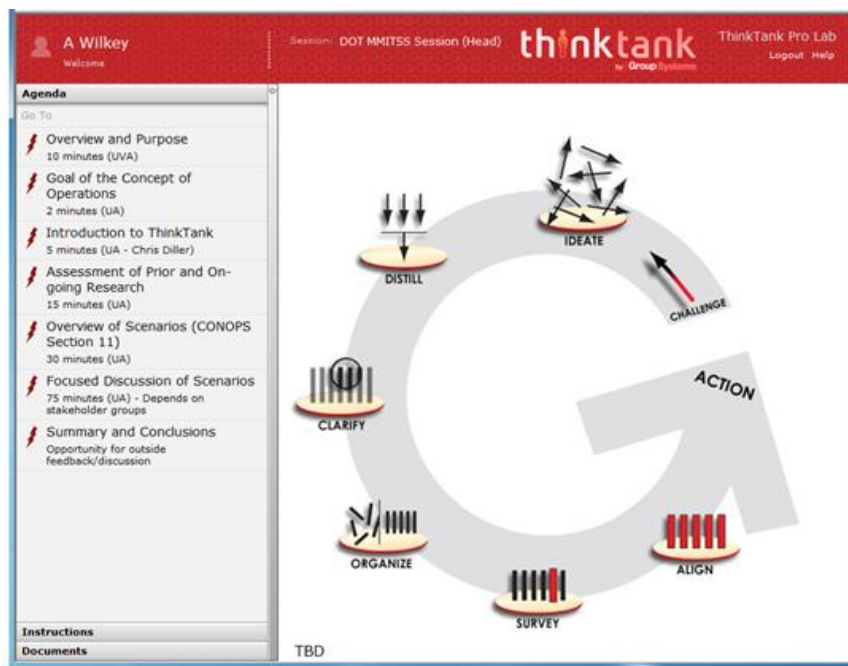 A Wilkey
Welcome
Session: DOT MMITSS Session (Head)
thinktank
by GroupSystems
ThinkTank Pro Lab
Logout Help
Agenda
Go To
Overview and Purpose
10 minutes (UVA)
Goal of the Concept of
Operations
2 minutes (UA)
Introduction to ThinkTank
5 minutes (UA - Chris Diller)
Assessment of Prior and On-
going Research
15 minutes (UA)
Overview of Scenarios (CONOPS
Section 11)
30 minutes (UA)
Focused Discussion of Scenarios
75 minutes (UA) - Depends on
stakeholder groups
Summary and Conclusions
Opportunity for outside
feedback/discussion
Instructions
Documents
CHALLENGE
IDEATE
DISTILL
CLARIFY
ORGANIZE
SURVEY
ALIGN
ACTION
TBD